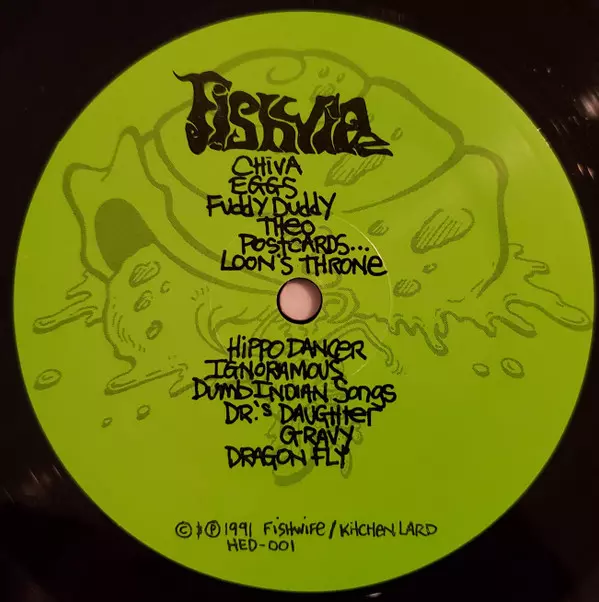 FISHWIFE
CHIVA
EGGS
FUDDY DUDDY
THEO
POSTCARDS...
LOON'S THRONE
HIPPO DANCER
IGNORAMOUS
DUMB INDIAN SONGS
DR.'S DAUGHTER
GRAVY
DRAGON FLY
© & ℗ 1991 FISHWIFE / KITCHEN LARD
HED-001